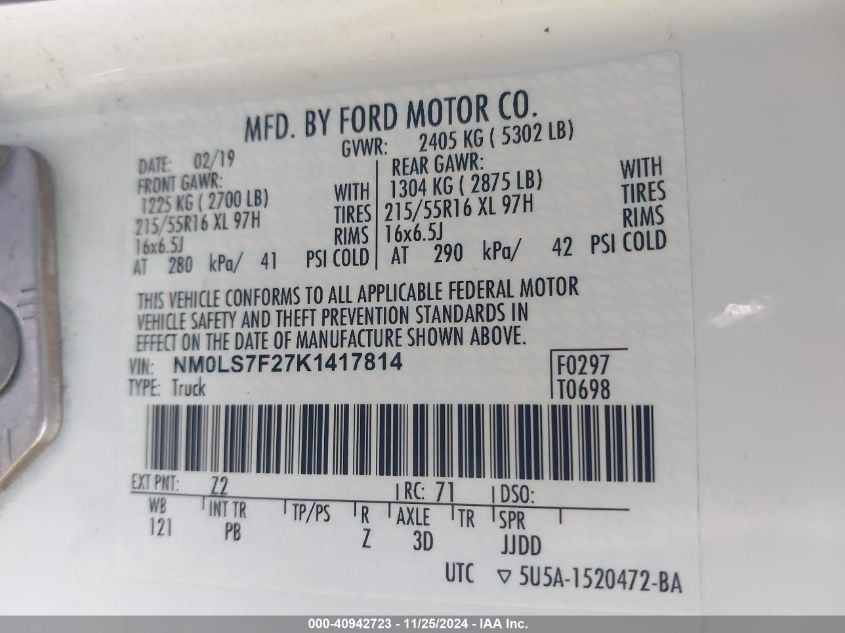 MFD. BY FORD MOTOR CO.
DATE: 02/19 GVWR: 2405 KG ( 5302 LB)
FRONT GAWR: REAR GAWR:
1225 KG ( 2700 LB) WITH 1304 KG ( 2875 LB) WITH
215/55R16 XL 97H TIRES 215/55R16 XL 97H TIRES
16x6.5J RIMS 16x6.5J RIMS
AT 280 kPa/ 41 PSI COLD AT 290 kPa/ 42 PSI COLD
THIS VEHICLE CONFORMS TO ALL APPLICABLE FEDERAL MOTOR
VEHICLE SAFETY AND THEFT PREVENTION STANDARDS IN
EFFECT ON THE DATE OF MANUFACTURE SHOWN ABOVE.
VIN: NM0LS7F27K1417814 F0297
TYPE: Truck T0698
EXT PNT: Z2 RC: 71 DSO:
WB INT TR TP/PS R AXLE TR SPR
121 PB Z 3D JJDD
UTC ▽ 5U5A-1520472-BA
000-40942723 - 11/25/2024 - IAA Inc.